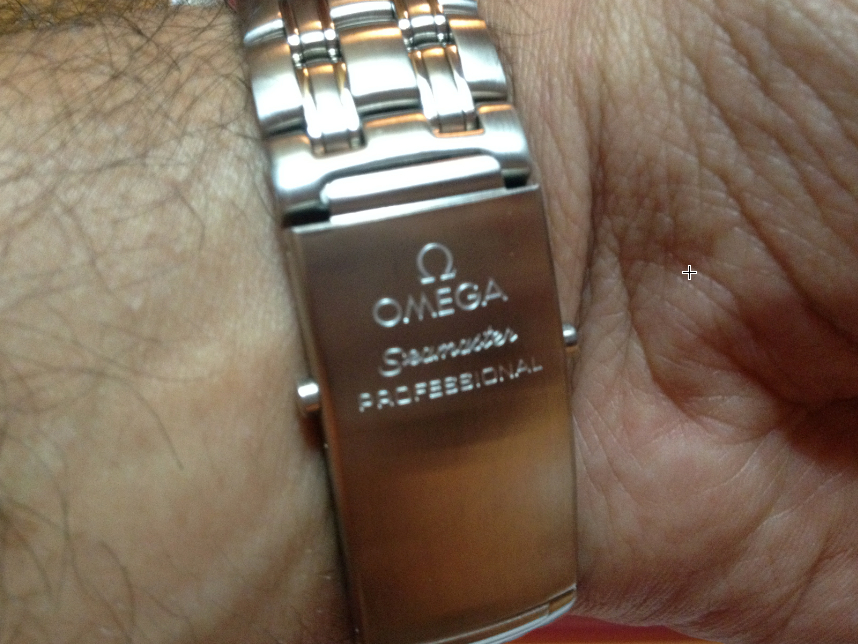 Ω
OMEGA
Seamaster
PROFESSIONAL